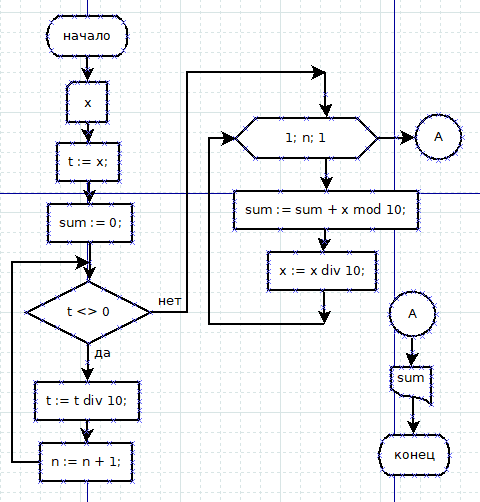 начало
x
t := x;
sum := 0;
t <> 0
нет
да
t := t div 10;
n := n + 1;
1; n; 1
A
sum := sum + x mod 10;
x := x div 10;
A
sum
конец